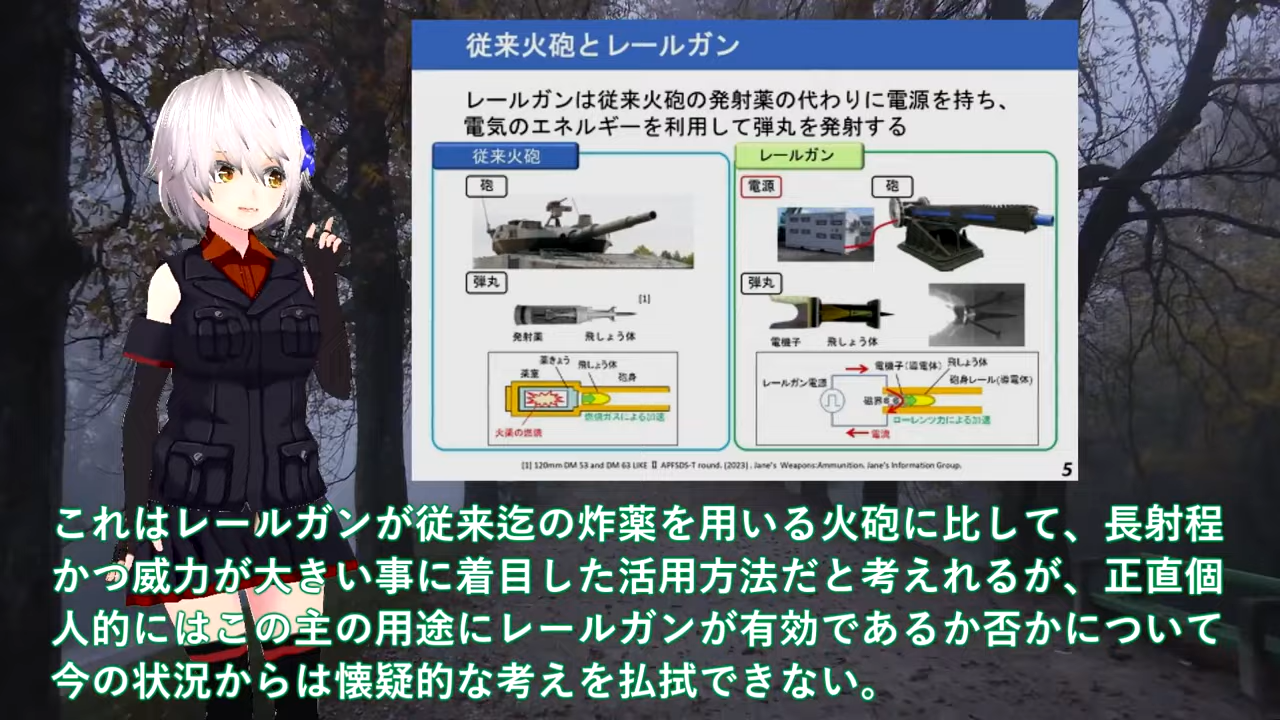 従来火砲とレールガン
レールガンは従来火砲の発射薬の代わりに電源を持ち、
電気のエネルギーを利用して弾丸を発射する
従来火砲
砲
弾丸
[1]
発射薬
飛しょう体
薬きょう
飛しょう体
薬室
砲身
燃焼ガスによる加速
火薬の燃焼
レールガン
電源
砲
弾丸
電機子
飛しょう体
電機子(導電体)
飛しょう体
レールガン電源
砲身レール(導電体)
磁界
ローレンツ力による加速
電流
[1] 120mm DM 53 and DM 63 LIKE Ⅱ APFSDS-T round. (2023) . Jane's Weapons:Ammunition. Jane's Information Group.
5
これはレールガンが従来迄の炸薬を用いる火砲に比して、長射程
かつ威力が大きい事に着目した活用方法だと考えれるが、正直個
人的にはこの主の用途にレールガンが有効であるか否かについて
今の状況からは懐疑的な考えを払拭できない。